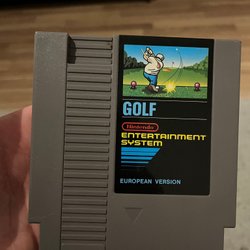 GOLF
Nintendo
ENTERTAINMENT
SYSTEM
EUROPEAN VERSION